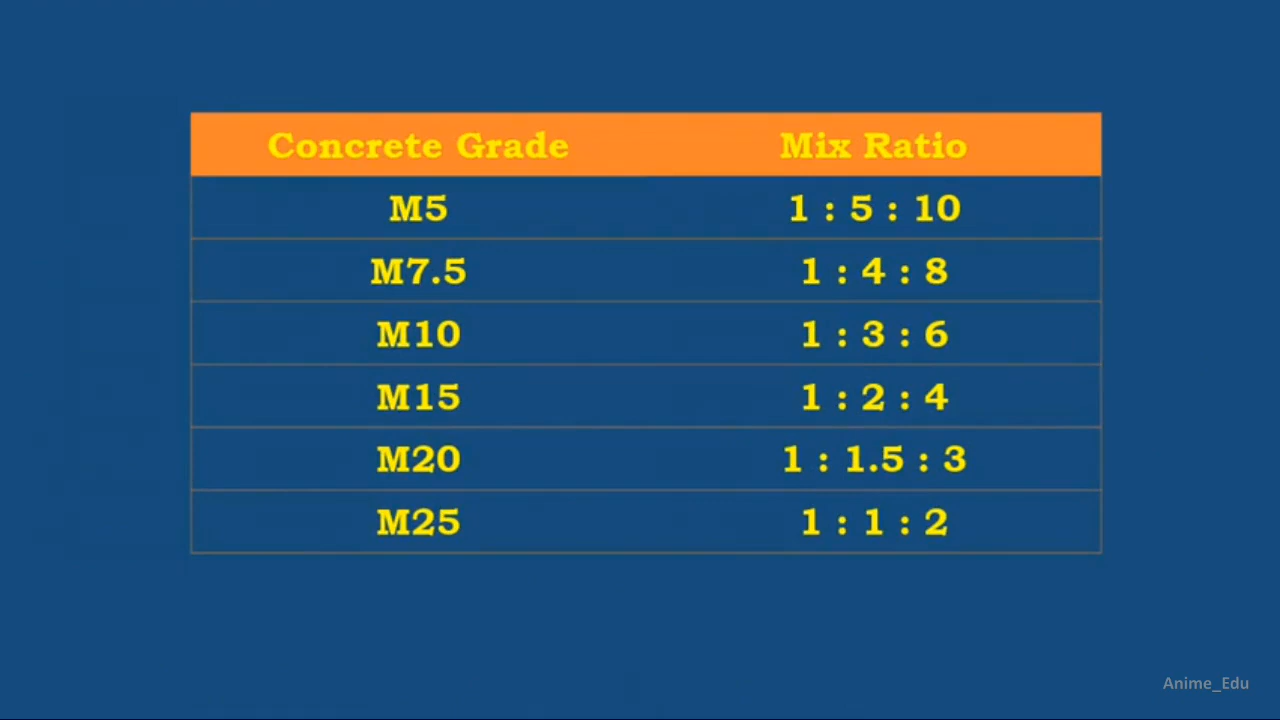 Concrete Grade Mix Ratio
M5 1 : 5 : 10
M7.5 1 : 4 : 8
M10 1 : 3 : 6
M15 1 : 2 : 4
M20 1 : 1.5 : 3
M25 1 : 1 : 2
Anime_Edu